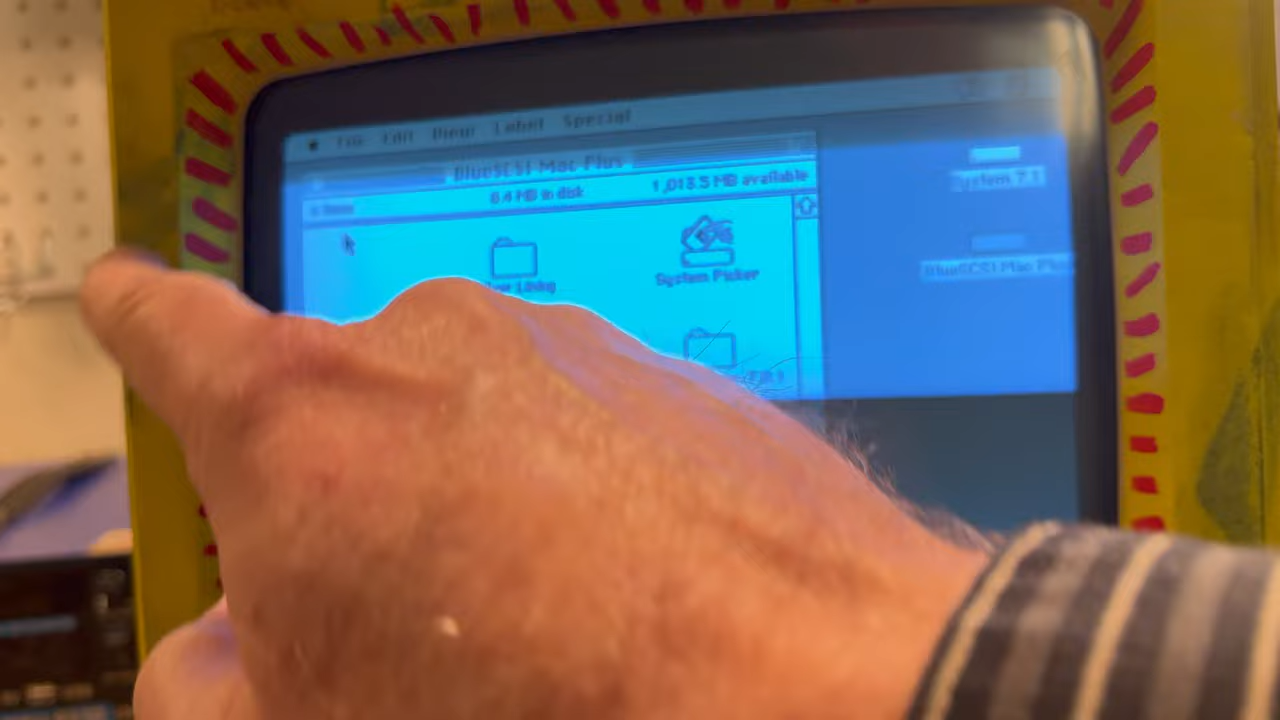 File Edit View Label Special
BlueSCSI Mac Plus
8.4 MB in disk 1,013.5 MB available
System Picker
System 7.1
BlueSCSI Mac Plus